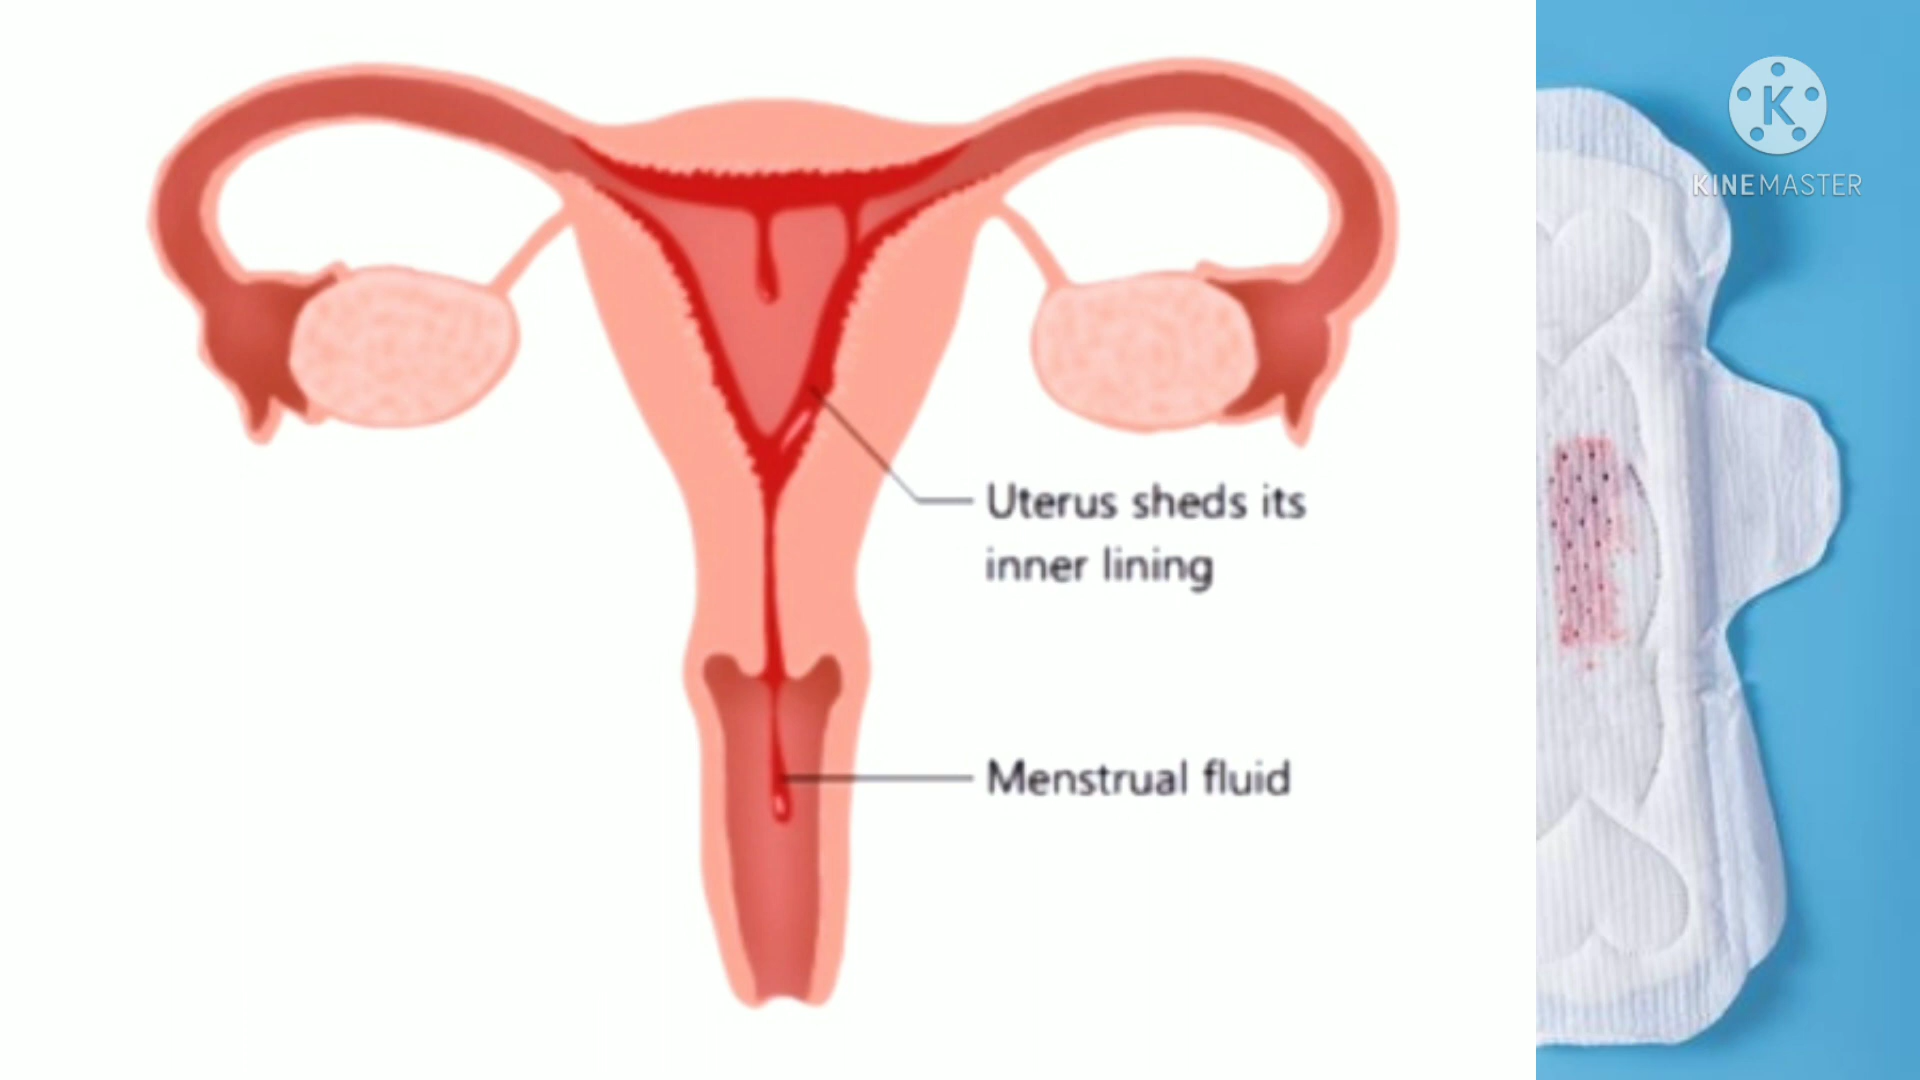 K
KINEMASTER
Uterus sheds its
inner lining
Menstrual fluid